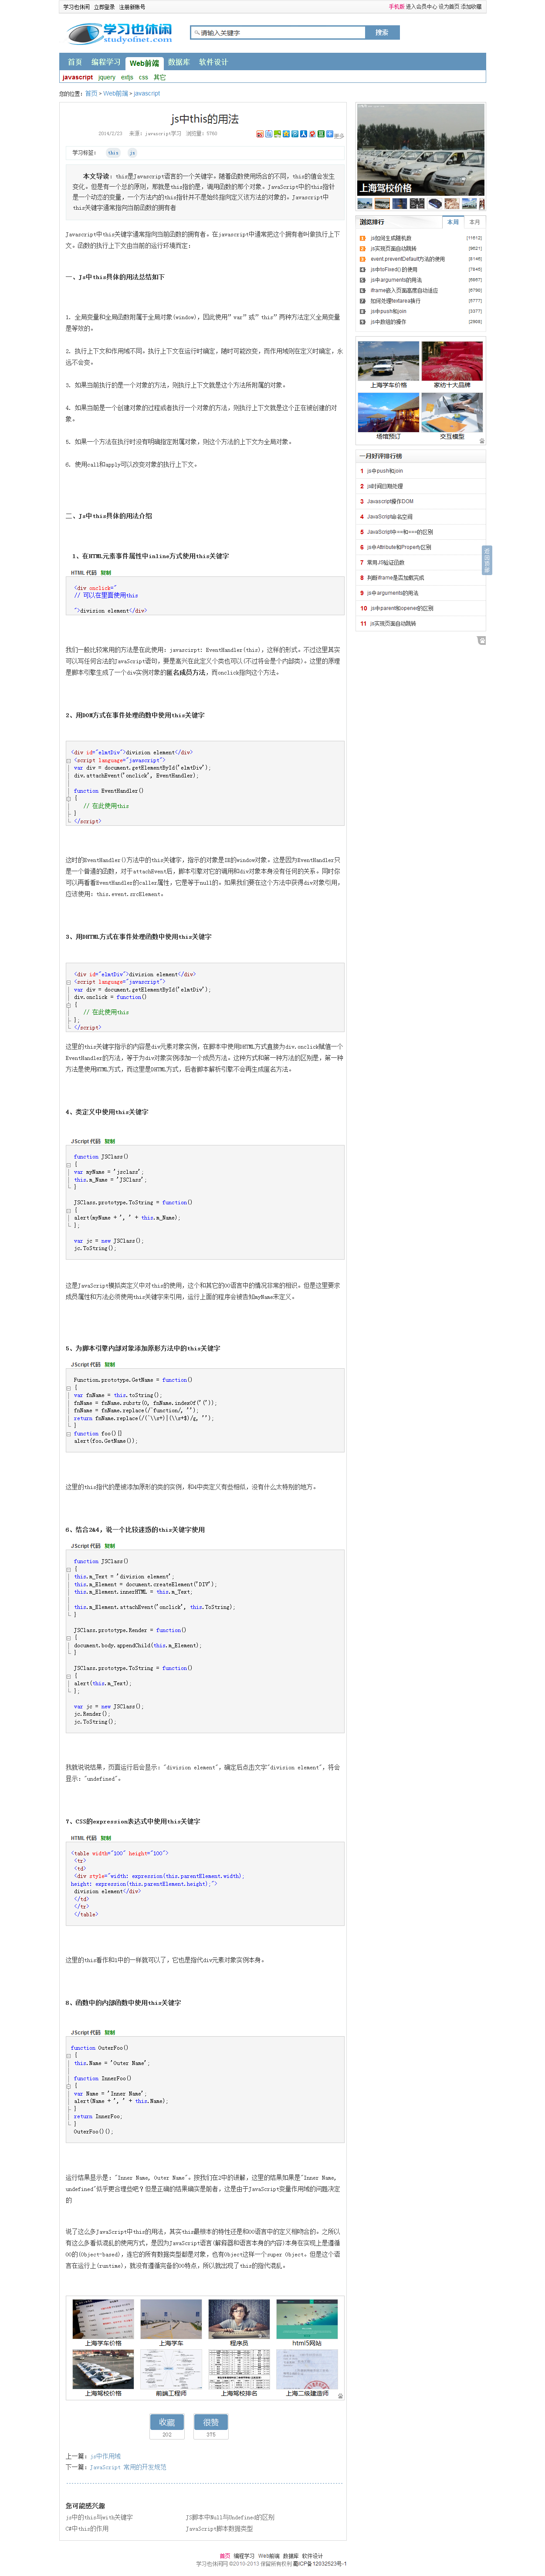 学习也休闲 立即登录 注册新账号
手机版 进入会员中心 设为首页 添加收藏
学习也休闲
studyofnet.com
请输入关键字
搜索
首页 编程学习 Web前端 数据库 软件设计
javascript jquery extjs css 其它
您的位置：首页 > Web前端 > javascript
js中this的用法
2014/2/23 来源：javascript学习 浏览量：5760
更多
学习标签： this js
本文导读：this是Javascript语言的一个关键字，随着函数使用场合的不同，this的值会发生变化，但是有一个总的原则，那就是this指的是，调用函数的那个对象。JavaScript中的this指针是一个动态的变量，一个方法内的this指针并不是始终指向定义该方法的对象的。Javascript中this关键字通常指向当前函数的拥有者
Javascript中this关键字通常指向当前函数的拥有者，在javascript中通常把这个拥有者叫做执行上下文。函数的执行上下文由当前的运行环境而定：
一、Js中this具体的用法总结如下
1. 全局变量和全局函数附属于全局对象(window)，因此使用"var"或"this"两种方法定义全局变量是等效的。
2. 执行上下文和作用域不同。执行上下文在运行时确定，随时可能改变，而作用域则在定义时确定，永远不会变。
3. 如果当前执行的是一个对象的方法，则执行上下文就是这个方法所附属的对象。
4. 如果当前是一个创建对象的过程或者执行一个对象的方法，则执行上下文就是这个正在被创建的对象。
5. 如果一个方法在执行时没有明确指定附属对象，则这个方法的上下文为全局对象。
6. 使用call和apply可以改变对象的执行上下文。
二、Js中this具体的用法介绍
1、在HTML元素事件属性中inline方式使用this关键字
HTML 代码 复制
<div onclick="
// 可以在里面使用this
">division element</div>
我们一般比较常用的方法是在此使用：javascirpt: EventHandler(this)，这样的形式。不过这里其实可以写任何合法的JavaScript语句，要是高兴在此定义个类也可以(不过将会是个内部类)。这里的原理是脚本引擎生成了一个div实例对象的匿名成员方法，而onclick指向这个方法。
2、用DOM方式在事件处理函数中使用this关键字
<div id="elmtDiv">division element</div>
<script language="javascript">
var div = document.getElementById('elmtDiv');
div.attachEvent('onclick', EventHandler);
function EventHandler()
{
// 在此使用this
}
</script>
这时的EventHandler()方法中的this关键字，指示的对象是IE的window对象。这是因为EventHandler只是一个普通的函数，对于attachEvent后，脚本引擎对它的调用和div对象本身没有任何的关系。同时你可以再看看EventHandler的caller属性，它是等于null的。如果我们要在这个方法中获得div对象引用，应该使用：this.event.srcElement。
3、用DHTML方式在事件处理函数中使用this关键字
<div id="elmtDiv">division element</div>
<script language="javascript">
var div = document.getElementById('elmtDiv');
div.onclick = function()
{
// 在此使用this
};
</script>
这里的this关键字指示的内容是div元素对象实例，在脚本中使用DHTML方式直接为div.onclick赋值一个EventHandler的方法，等于为div对象实例添加一个成员方法。这种方式和第一种方法的区别是，第一种方法是使用HTML方式，而这里是DHTML方式，后者脚本解析引擎不会再生成匿名方法。
4、类定义中使用this关键字
JScript 代码 复制
function JSClass()
{
var myName = 'jsclass';
this.m_Name = 'JSClass';
}
JSClass.prototype.ToString = function()
{
alert(myName + ', ' + this.m_Name);
};
var jc = new JSClass();
jc.ToString();
这是JavaScript模拟类定义中对this的使用，这个和其它的OO语言中的情况非常的相识。但是这里要求成员属性和方法必须使用this关键字来引用，运行上面的程序会被告知myName未定义。
5、为脚本引擎内部对象添加原形方法中的this关键字
JScript 代码 复制
Function.prototype.GetName = function()
{
var fnName = this.toString();
fnName = fnName.substr(0, fnName.indexOf('('));
fnName = fnName.replace(/^function/, '');
return fnName.replace(/(^\s+)|(\s+$)/g, '');
}
function foo(){}
alert(foo.GetName());
这里的this指代的是被添加原形的类的实例，和4中类定义有些相似，没有什么太特别的地方。
6、结合2&4，说一个比较迷惑的this关键字使用
JScript 代码 复制
function JSClass()
{
this.m_Text = 'division element';
this.m_Element = document.createElement('DIV');
this.m_Element.innerHTML = this.m_Text;
this.m_Element.attachEvent('onclick', this.ToString);
}
JSClass.prototype.Render = function()
{
document.body.appendChild(this.m_Element);
}
JSClass.prototype.ToString = function()
{
alert(this.m_Text);
};
var jc = new JSClass();
jc.Render();
jc.ToString();
我就说说结果，页面运行后会显示："division element"，确定后点击文字"division element"，将会显示："undefined"。
7、CSS的expression表达式中使用this关键字
HTML 代码 复制
<table width="100" height="100">
<tr>
<td>
<div style="width: expression(this.parentElement.width);
height: expression(this.parentElement.height);">
division element</div>
</td>
</tr>
</table>
这里的this看作和1中的一样就可以了，它也是指代div元素对象实例本身。
8、函数中的内部函数中使用this关键字
JScript 代码 复制
function OuterFoo()
{
this.Name = 'Outer Name';
function InnerFoo()
{
var Name = 'Inner Name';
alert(Name + ', ' + this.Name);
}
return InnerFoo;
}
OuterFoo()();
运行结果显示是："Inner Name, Outer Name"。按我们在2中的讲解，这里的结果如果是"Inner Name, undefined"似乎更合理些吧？但是正确的结果确实是前者，这是由于JavaScript变量作用域的问题决定的
说了这么多JavaScript中this的用法，其实this最根本的特性还是和OO语言中的定义相吻合的。之所以有这么多看似混乱的使用方式，是因为JavaScript语言(解释器和语言本身的内容)本身在实现上是遵循OO的(Object-based)，连它的所有数据类型都是对象，也有Object这样一个super Object。但是这个语言在运行上(runtime)，就没有遵循完备的OO特点，所以就出现了this的指代混乱。
上海学车价格 上海学车 程序员 html5网站
上海驾校价格 前端工程师 上海驾校排名 上海二级建造师
收藏 很赞
202 375
上一篇：js中作用域
下一篇：JavaScript 常用的开发规范
您可能感兴趣
js中的this与with关键字 JS脚本中Null与Undefined的区别
C#中this的作用 JavaScript脚本数据类型
上海驾校价格
浏览排行 本周 本月
js如何生成随机数 [11612]
js实现页面自动跳转 [9621]
event.preventDefault方法的使用 [8146]
js中toFixed()的使用 [7846]
js中arguments的用法
iframe嵌入页面高度自动适应
如何处理textarea换行 [5777]
js中push和join [3377]
js中数组的操作
上海学车价格 家纺十大品牌
场馆预订 交互模型
一月好评排行榜
1 js中push和join
2 js时间日期处理
3 Javascript操作DOM
4 JavaScript命名空间
5 JavaScript中==和===的区别
6 js中Attribute和Property区别
7 常用JS验证函数
8 判断iframe是否加载完成
9 js中arguments的用法
10 js中parent和opener的区别
11 js实现页面自动跳转
首页 编程学习 Web前端 数据库 软件设计
学习也休闲网 ©2010-2013 保留所有权利 蜀ICP备12032523号-1